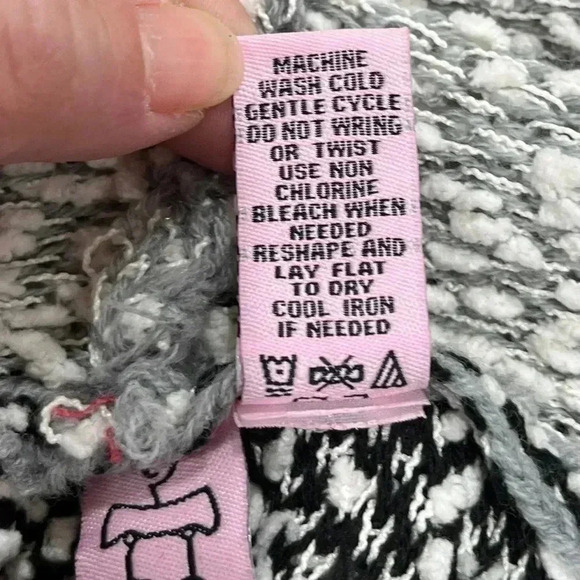 MACHINE
WASH COLD
GENTLE CYCLE
DO NOT WRING
OR TWIST
USE NON
CHLORINE
BLEACH WHEN
NEEDED
RESHAPE AND
LAY FLAT
TO DRY
COOL IRON
IF NEEDED